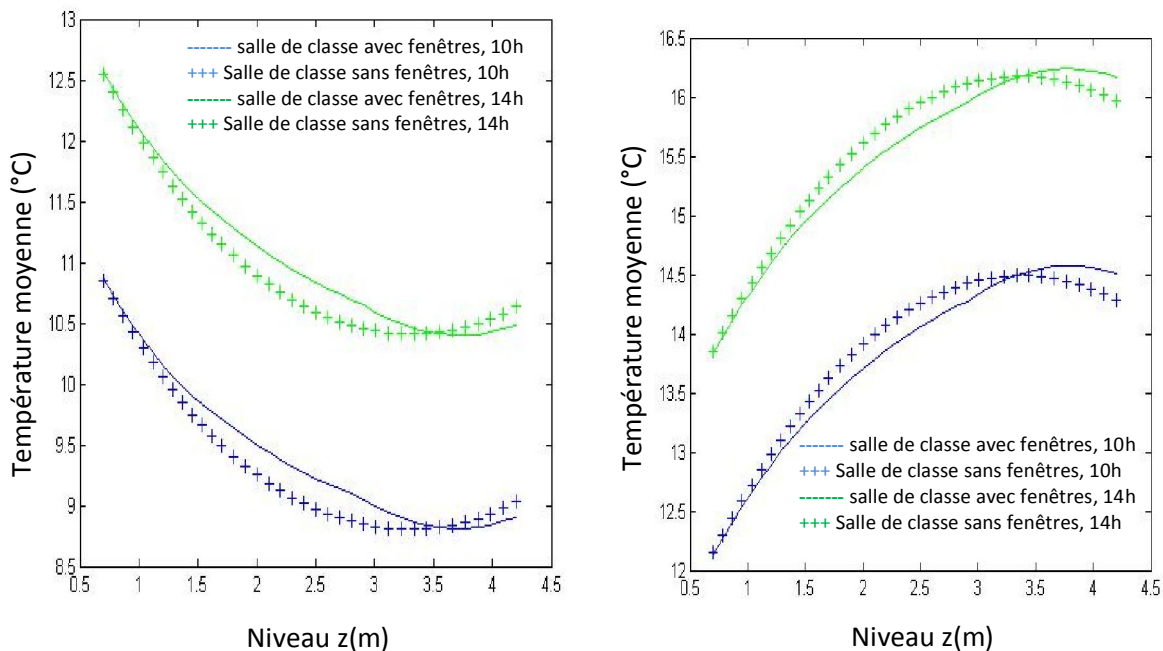 13
12.5
12
11.5
11
10.5
10
9.5
9
8.5
0.5 1 1.5 2 2.5 3 3.5 4 4.5
Température moyenne (°C)
Niveau z(m)
salle de classe avec fenêtres, 10h
+++ Salle de classe sans fenêtres, 10h
salle de classe avec fenêtres, 14h
+++ Salle de classe sans fenêtres, 14h
16.5
16
15.5
15
14.5
14
13.5
13
12.5
12
0.5 1 1.5 2 2.5 3 3.5 4 4.5
Température moyenne (°C)
Niveau z(m)
salle de classe avec fenêtres, 10h
+++ Salle de classe sans fenêtres, 10h
salle de classe avec fenêtres, 14h
+++ Salle de classe sans fenêtres, 14h